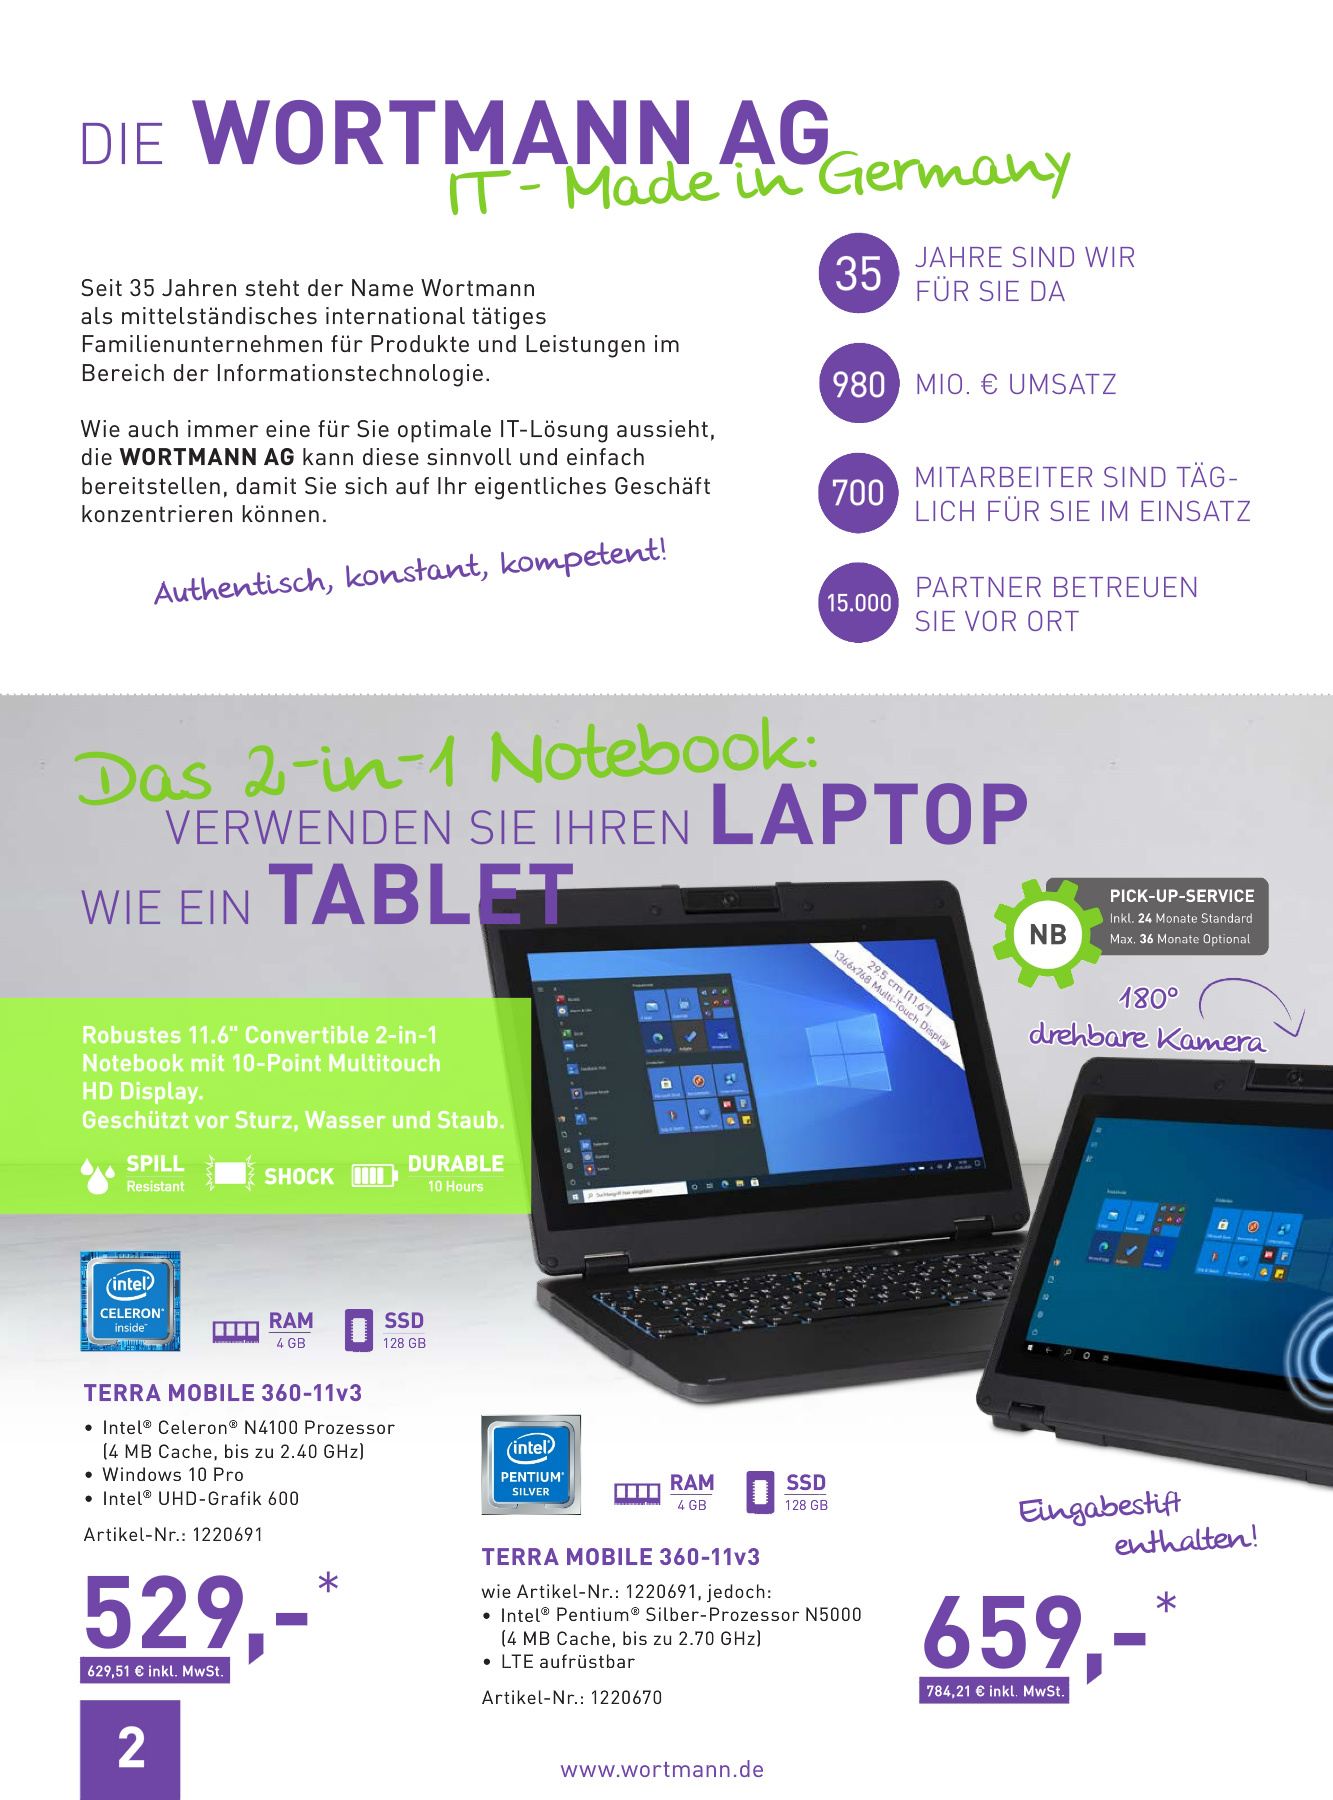 DIE WORTMANN AG
IT - Made in Germany
Seit 35 Jahren steht der Name Wortmann
als mittelständisches international tätiges
Familienunternehmen für Produkte und Leistungen im
Bereich der Informationstechnologie.
Wie auch immer eine für Sie optimale IT-Lösung aussieht,
die WORTMANN AG kann diese sinnvoll und einfach
bereitstellen, damit Sie sich auf Ihr eigentliches Geschäft
konzentrieren können.
Authentisch, konstant, kompetent!
35 JAHRE SIND WIR
FÜR SIE DA
980 MIO. € UMSATZ
700 MITARBEITER SIND TÄG-
LICH FÜR SIE IM EINSATZ
15.000 PARTNER BETREUEN
SIE VOR ORT
Das 2-in-1 Notebook:
VERWENDEN SIE IHREN LAPTOP
WIE EIN TABLET
NB
PICK-UP-SERVICE
Inkl. 24 Monate Standard
Max. 36 Monate Optional
180°
drehbare Kamera
29.5 cm (11.6")
1366x768 Multi-Touch Display
Robustes 11.6" Convertible 2-in-1
Notebook mit 10-Point Multitouch
HD Display.
Geschützt vor Sturz, Wasser und Staub.
SPILL
Resistant
SHOCK
DURABLE
10 Hours
intel
CELERON®
inside™
RAM
4 GB
SSD
128 GB
TERRA MOBILE 360-11v3
• Intel® Celeron® N4100 Prozessor
(4 MB Cache, bis zu 2.40 GHz)
• Windows 10 Pro
• Intel® UHD-Grafik 600
Artikel-Nr.: 1220691
529,-*
629,51 € inkl. MwSt.
intel
PENTIUM®
SILVER
RAM
4 GB
SSD
128 GB
TERRA MOBILE 360-11v3
wie Artikel-Nr.: 1220691, jedoch:
• Intel® Pentium® Silber-Prozessor N5000
(4 MB Cache, bis zu 2.70 GHz)
• LTE aufrüstbar
Artikel-Nr.: 1220670
Eingabestift
enthalten!
659,-*
784,21 € inkl. MwSt.
2
www.wortmann.de